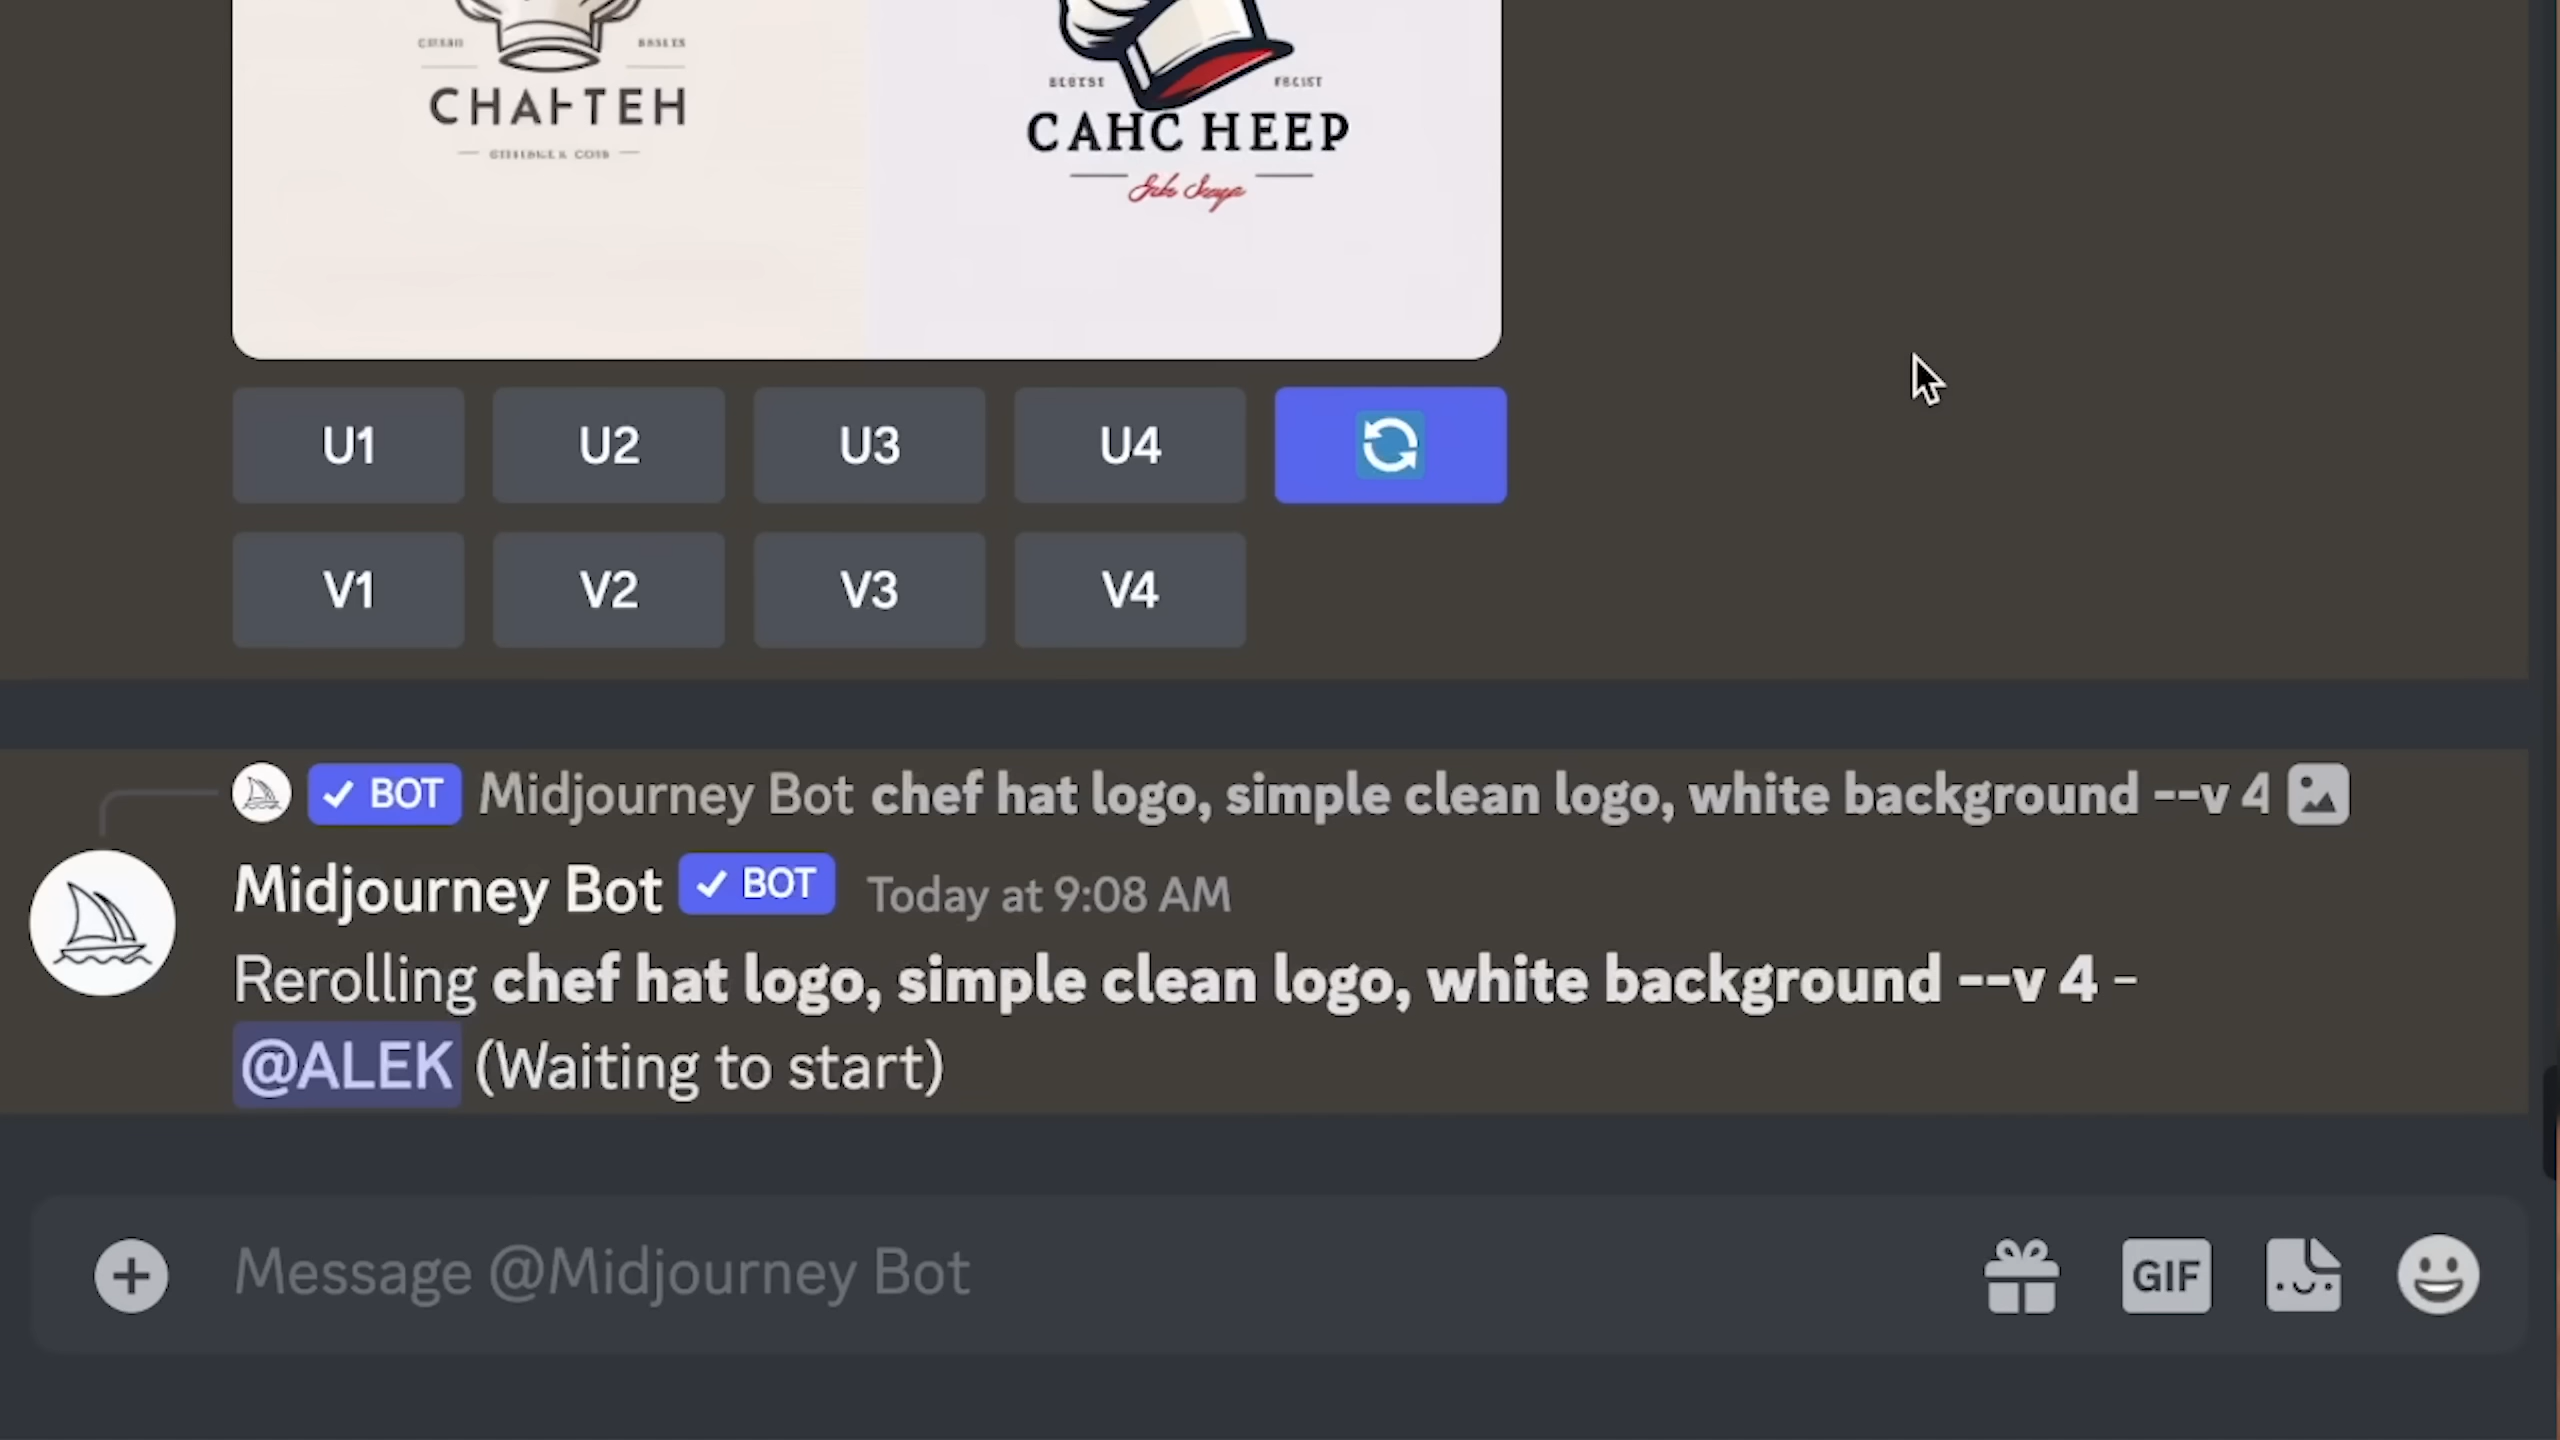 CHAFTEH
CAHC HEEP
U1 U2 U3 U4
V1 V2 V3 V4
BOT Midjourney Bot chef hat logo, simple clean logo, white background --v 4
Midjourney Bot BOT Today at 9:08 AM
Rerolling chef hat logo, simple clean logo, white background --v 4 -
@ALEK (Waiting to start)
Message @Midjourney Bot GIF